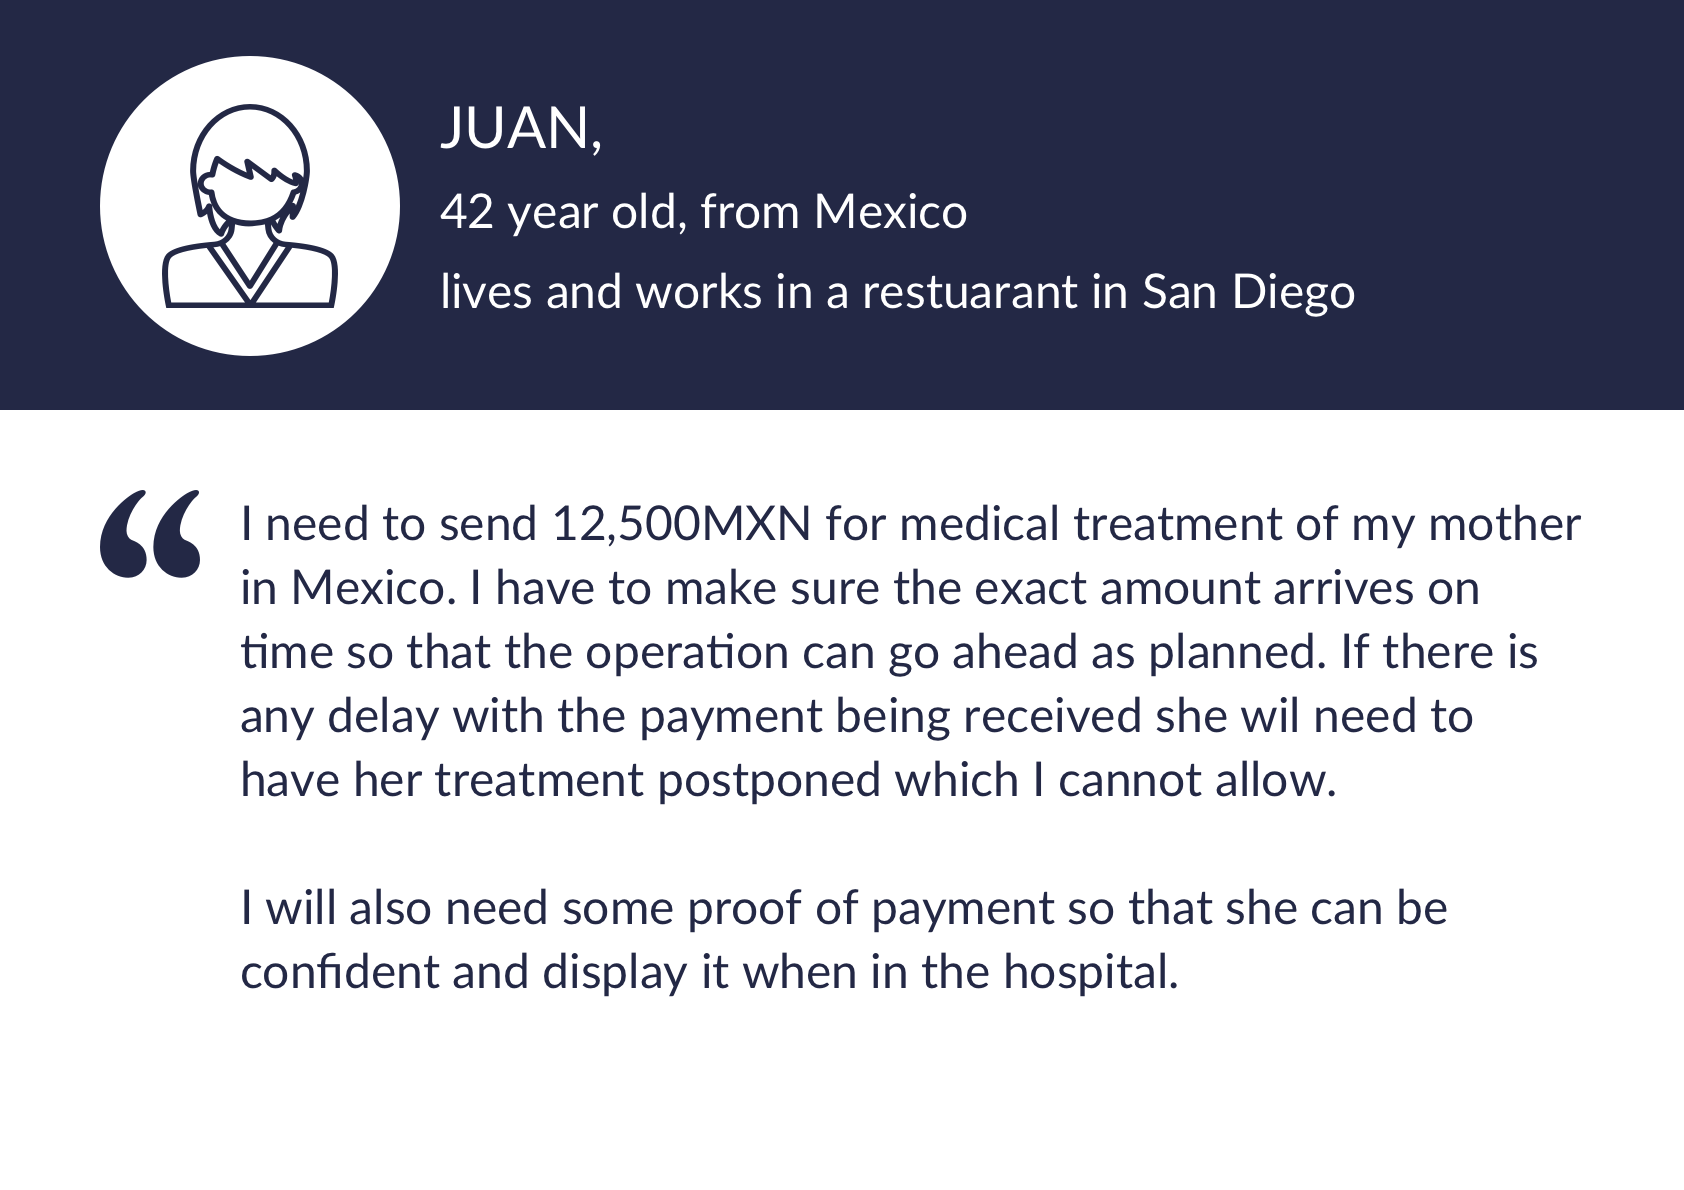 JUAN,
42 year old, from Mexico
lives and works in a restuarant in San Diego
“
I need to send 12,500MXN for medical treatment of my mother
in Mexico. I have to make sure the exact amount arrives on
time so that the operation can go ahead as planned. If there is
any delay with the payment being received she wil need to
have her treatment postponed which I cannot allow.
I will also need some proof of payment so that she can be
confident and display it when in the hospital.